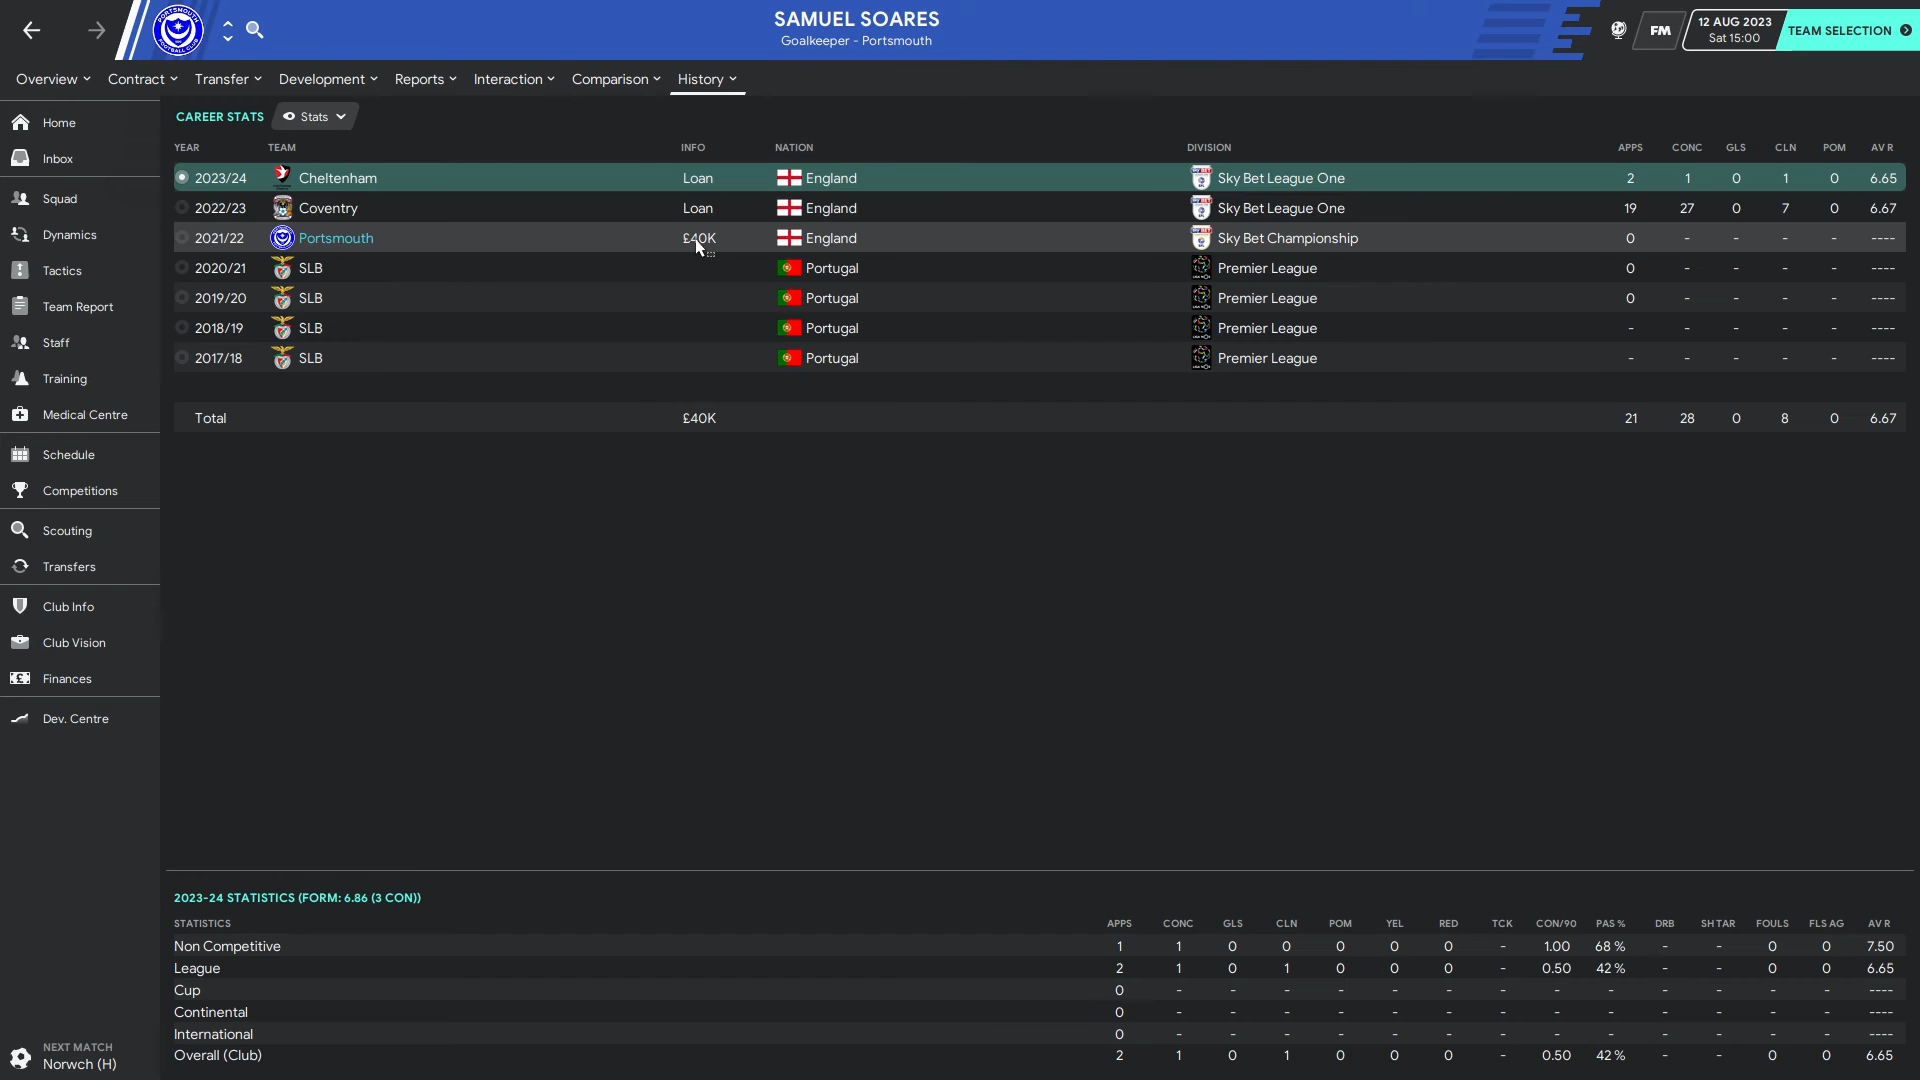 SAMUEL SOARES
Goalkeeper - Portsmouth
FM
12 AUG 2023
Sat 15:00
TEAM SELECTION
Overview Contract Transfer Development Reports Interaction Comparison History
Home
Inbox
Squad
Dynamics
Tactics
Team Report
Staff
Training
Medical Centre
Schedule
Competitions
Scouting
Transfers
Club Info
Club Vision
Finances
Dev. Centre
NEXT MATCH
Norwch (H)
CAREER STATS Stats
YEAR TEAM INFO NATION DIVISION APPS CONC GLS CLN POM AV R
2023/24 Cheltenham Loan England Sky Bet League One 2 1 0 1 0 6.65
2022/23 Coventry Loan England Sky Bet League One 19 27 0 7 0 6.67
2021/22 Portsmouth £40K England Sky Bet Championship 0 - - - - ----
2020/21 SLB Portugal Premier League 0 - - - - ----
2019/20 SLB Portugal Premier League 0 - - - - ----
2018/19 SLB Portugal Premier League - - - - - ----
2017/18 SLB Portugal Premier League - - - - - ----
Total £40K 21 28 0 8 0 6.67
2023-24 STATISTICS (FORM: 6.86 (3 CON))
STATISTICS APPS CONC GLS CLN POM YEL RED TCK CON/90 PAS % DRB SH TAR FOULS FLS AG AV R
Non Competitive 1 1 0 0 0 0 0 - 1.00 68 % - - 0 0 7.50
League 2 1 0 1 0 0 0 - 0.50 42 % - - 0 0 6.65
Cup 0 - - - - - - - - - - - - - ----
Continental 0 - - - - - - - - - - - - - ----
International 0 - - - - - - - - - - - - - ----
Overall (Club) 2 1 0 1 0 0 0 - 0.50 42 % - - 0 0 6.65